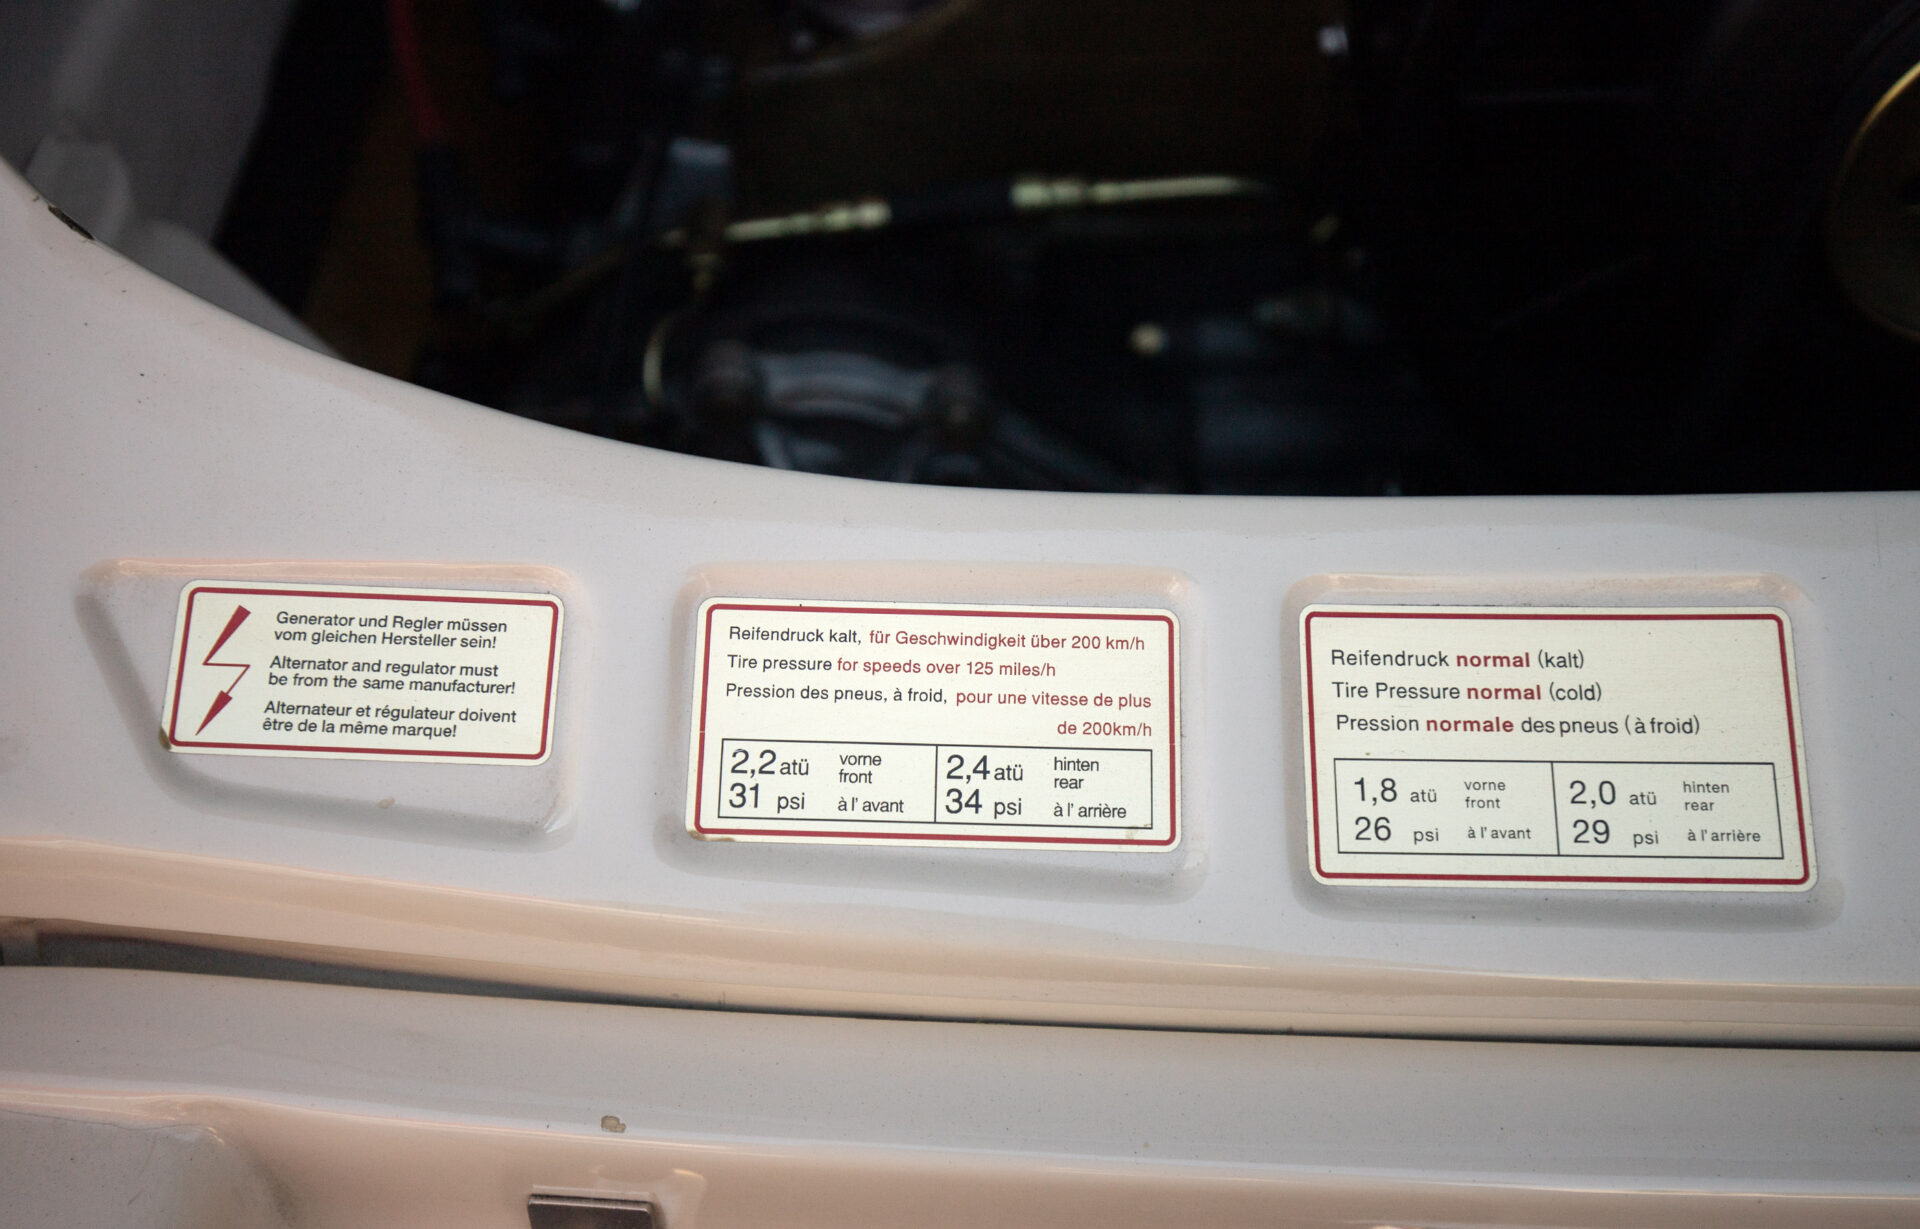 Generator und Regler müssen
vom gleichen Hersteller sein!
Alternator and regulator must
be from the same manufacturer!
Alternateur et régulateur doivent
être de la même marque!
Reifendruck kalt, für Geschwindigkeit über 200 km/h
Tire pressure for speeds over 125 miles/h
Pression des pneus, à froid, pour une vitesse de plus
de 200km/h
2,2 atü vorne
front
31 psi à l' avant
2,4 atü hinten
rear
34 psi à l' arrière
Reifendruck normal (kalt)
Tire Pressure normal (cold)
Pression normale des pneus (à froid)
1,8 atü vorne
front
26 psi à l' avant
2,0 atü hinten
rear
29 psi à l' arrière